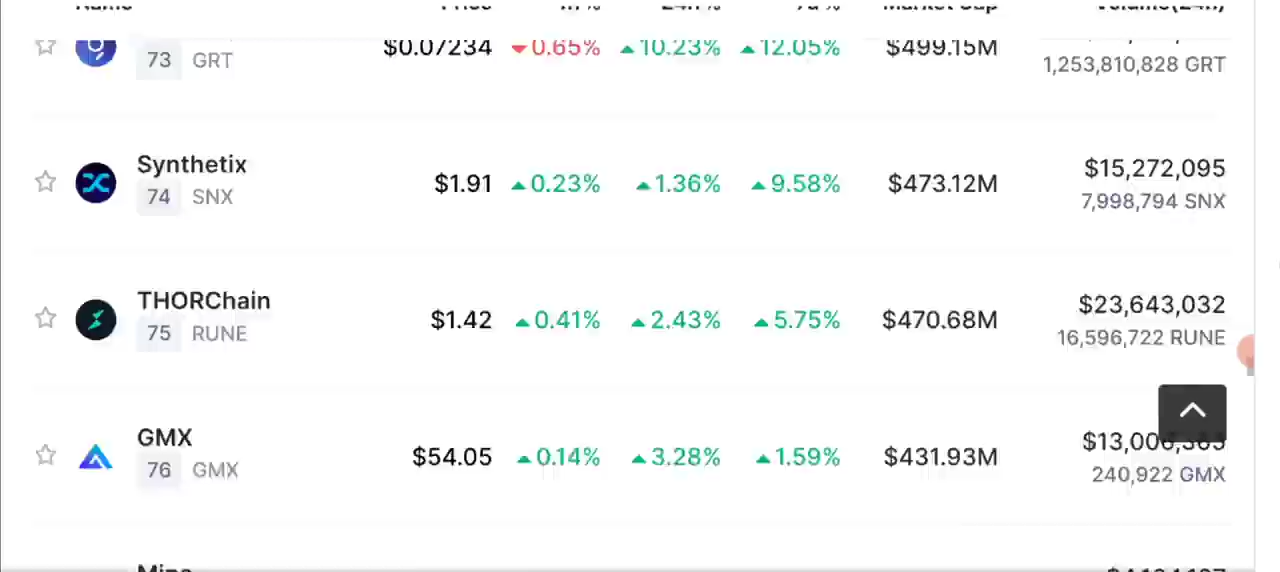 $0.07234 0.65% 10.23% 12.05% $499.15M
73 GRT 1,253,810,828 GRT
Synthetix $15,272,095
$1.91 0.23% 1.36% 9.58% $473.12M
74 SNX 7,998,794 SNX
THORChain $23,643,032
$1.42 0.41% 2.43% 5.75% $470.68M
75 RUNE 16,596,722 RUNE
GMX
$54.05 0.14% 3.28% 1.59% $431.93M
76 GMX 240,922 GMX